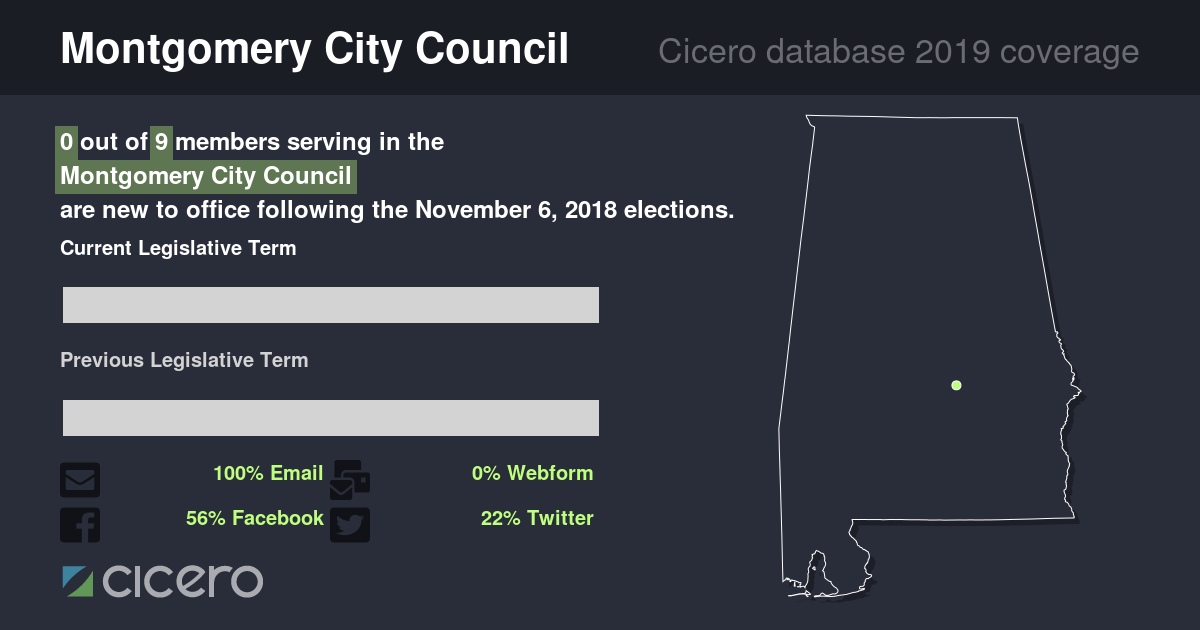 Montgomery City Council
Cicero database 2019 coverage
0 out of 9 members serving in the
Montgomery City Council
are new to office following the November 6, 2018 elections.
Current Legislative Term
Previous Legislative Term
100% Email
0% Webform
56% Facebook
22% Twitter
cicero